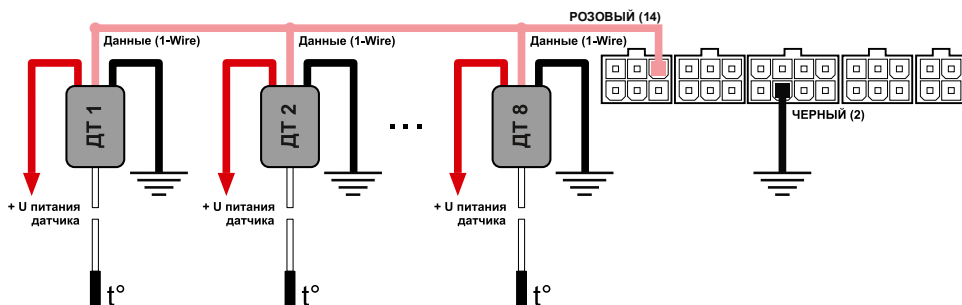 РОЗОВЫЙ (14)
Данные (1-Wire)
Данные (1-Wire)
Данные (1-Wire)
ДТ 1
ДТ 2
...
ДТ 8
ЧЕРНЫЙ (2)
+ U питания
датчика
+ U питания
датчика
+ U питания
датчика
t°
t°
t°